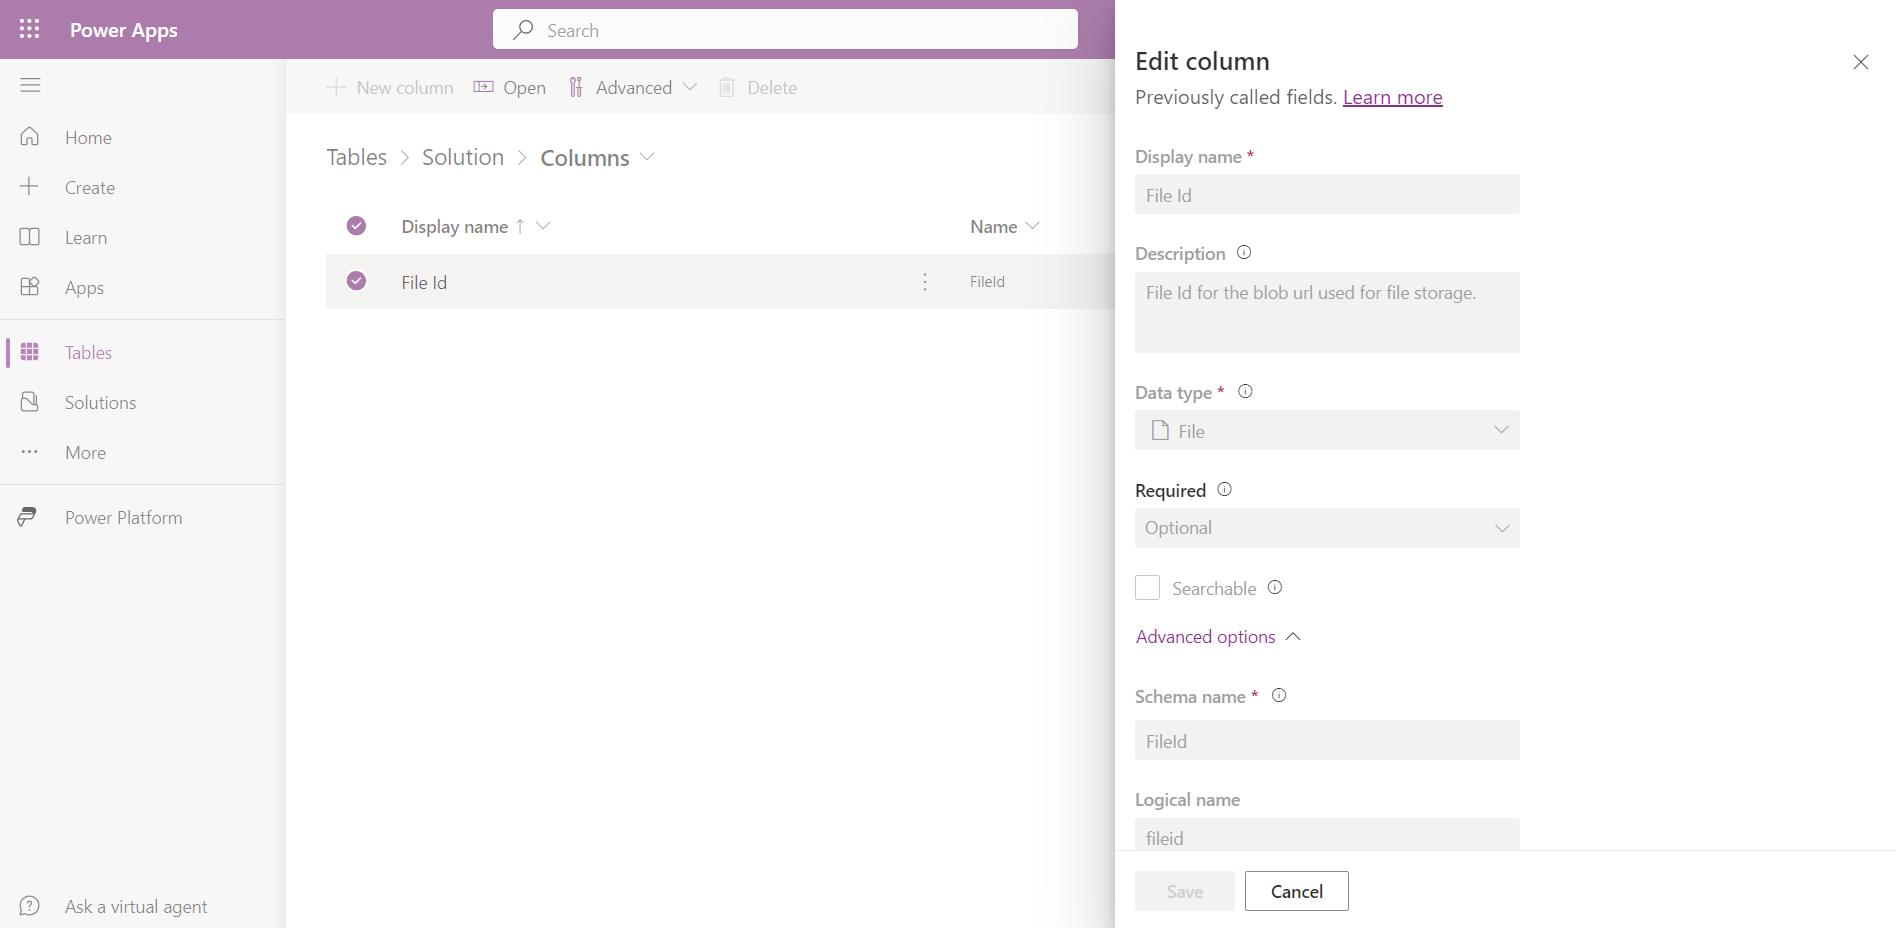 Power Apps
Search
Home
Create
Learn
Apps
Tables
Solutions
More
Power Platform
Ask a virtual agent
New column Open Advanced Delete
Tables > Solution > Columns
Display name ↑ Name
File Id FileId
Edit column
Previously called fields. Learn more
Display name *
File Id
Description
File Id for the blob url used for file storage.
Data type *
File
Required
Optional
Searchable
Advanced options
Schema name *
FileId
Logical name
fileid
Save Cancel